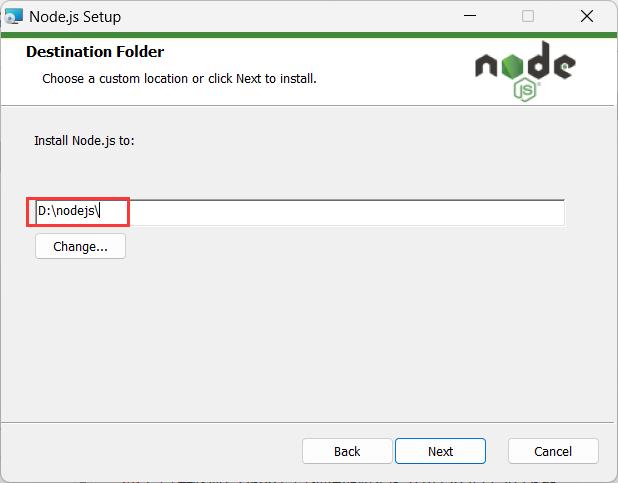 Node.js Setup
Destination Folder
Choose a custom location or click Next to install.
node
JS
Install Node.js to:
D:\nodejs\
Change...
Back
Next
Cancel